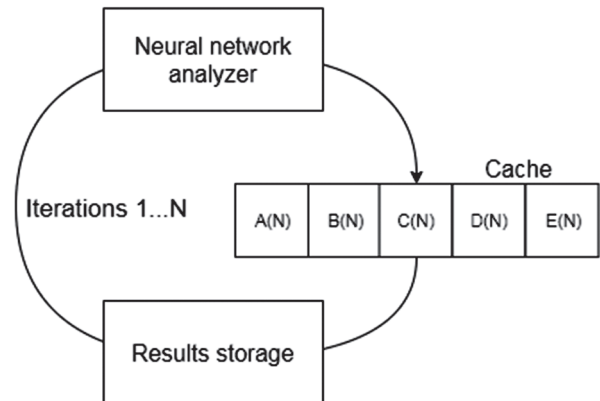 Neural network
analyzer
Cache
Iterations 1...N
A(N) B(N) C(N) D(N) E(N)
Results storage